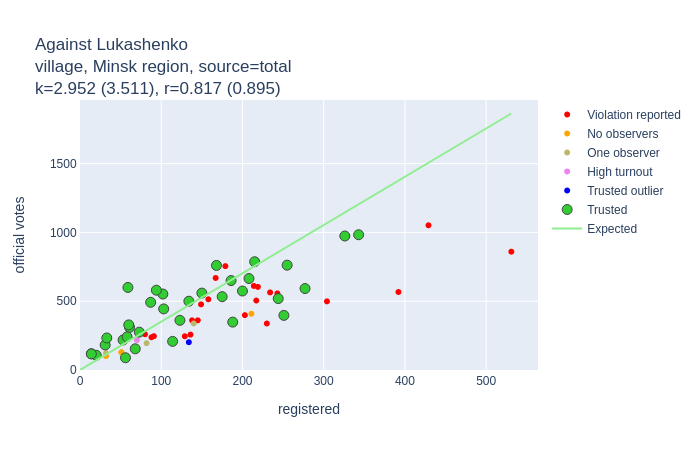 Against Lukashenko
village, Minsk region, source=total
k=2.952 (3.511), r=0.817 (0.895)
Violation reported
No observers
One observer
High turnout
Trusted outlier
Trusted
Expected
official votes
1500
1000
500
0
0 100 200 300 400 500
registered